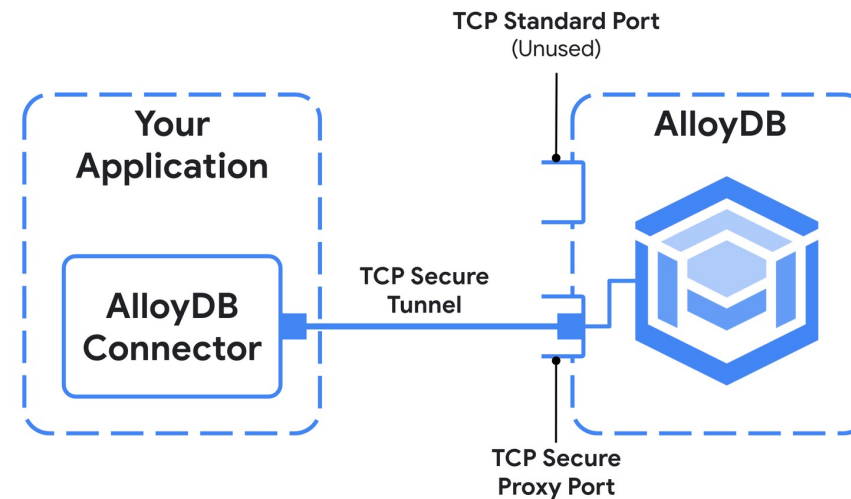 TCP Standard Port
(Unused)
Your
Application
AlloyDB
AlloyDB
Connector
TCP Secure
Tunnel
TCP Secure
Proxy Port